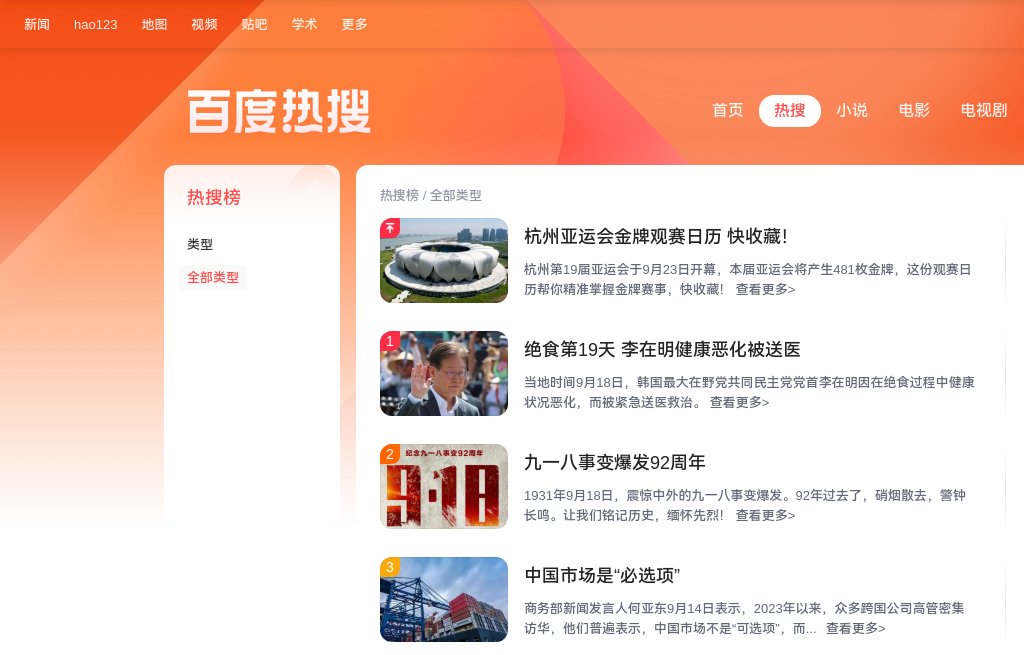 新闻 hao123 地图 视频 贴吧 学术 更多
百度热搜
首页 热搜 小说 电影 电视剧
热搜榜
类型
全部类型
热搜榜 / 全部类型
杭州亚运会金牌观赛日历 快收藏！
杭州第19届亚运会于9月23日开幕，本届亚运会将产生481枚金牌，这份观赛日
历帮你精准掌握金牌赛事，快收藏！ 查看更多>
1
绝食第19天 李在明健康恶化被送医
当地时间9月18日，韩国最大在野党共同民主党党首李在明因在绝食过程中健康
状况恶化，而被紧急送医救治。 查看更多>
2
纪念九一八事变92周年
9·18
九一八事变爆发92周年
1931年9月18日，震惊中外的九一八事变爆发。92年过去了，硝烟散去，警钟
长鸣。让我们铭记历史，缅怀先烈！ 查看更多>
3
中国市场是“必选项”
商务部新闻发言人何亚东9月14日表示，2023年以来，众多跨国公司高管密集
访华，他们普遍表示，中国市场不是“可选项”，而... 查看更多>